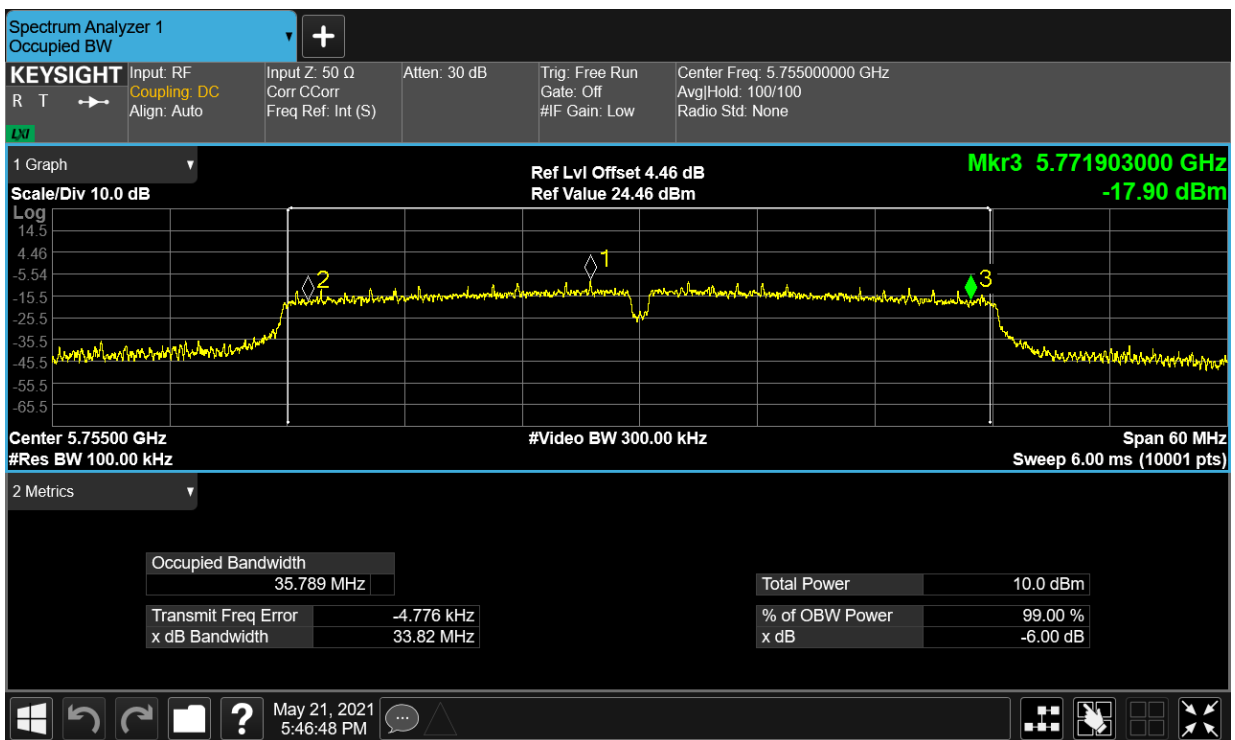 Spectrum Analyzer 1
Occupied BW
+
KEYSIGHT
R T
LXI
Input: RF
Coupling: DC
Align: Auto
Input Z: 50 Ω
Corr CCorr
Freq Ref: Int (S)
Atten: 30 dB
Trig: Free Run
Gate: Off
#IF Gain: Low
Center Freq: 5.755000000 GHz
Avg|Hold: 100/100
Radio Std: None
1 Graph
Scale/Div 10.0 dB
Ref Lvl Offset 4.46 dB
Ref Value 24.46 dBm
Mkr3 5.771903000 GHz
-17.90 dBm
Log
14.5
4.46
-5.54
-15.5
-25.5
-35.5
-45.5
-55.5
-65.5
2
1
3
Center 5.75500 GHz
#Video BW 300.00 kHz
Span 60 MHz
#Res BW 100.00 kHz
Sweep 6.00 ms (10001 pts)
2 Metrics
Occupied Bandwidth
35.789 MHz
Transmit Freq Error -4.776 kHz
x dB Bandwidth 33.82 MHz
Total Power 10.0 dBm
% of OBW Power 99.00 %
x dB -6.00 dB
?
May 21, 2021
5:46:48 PM